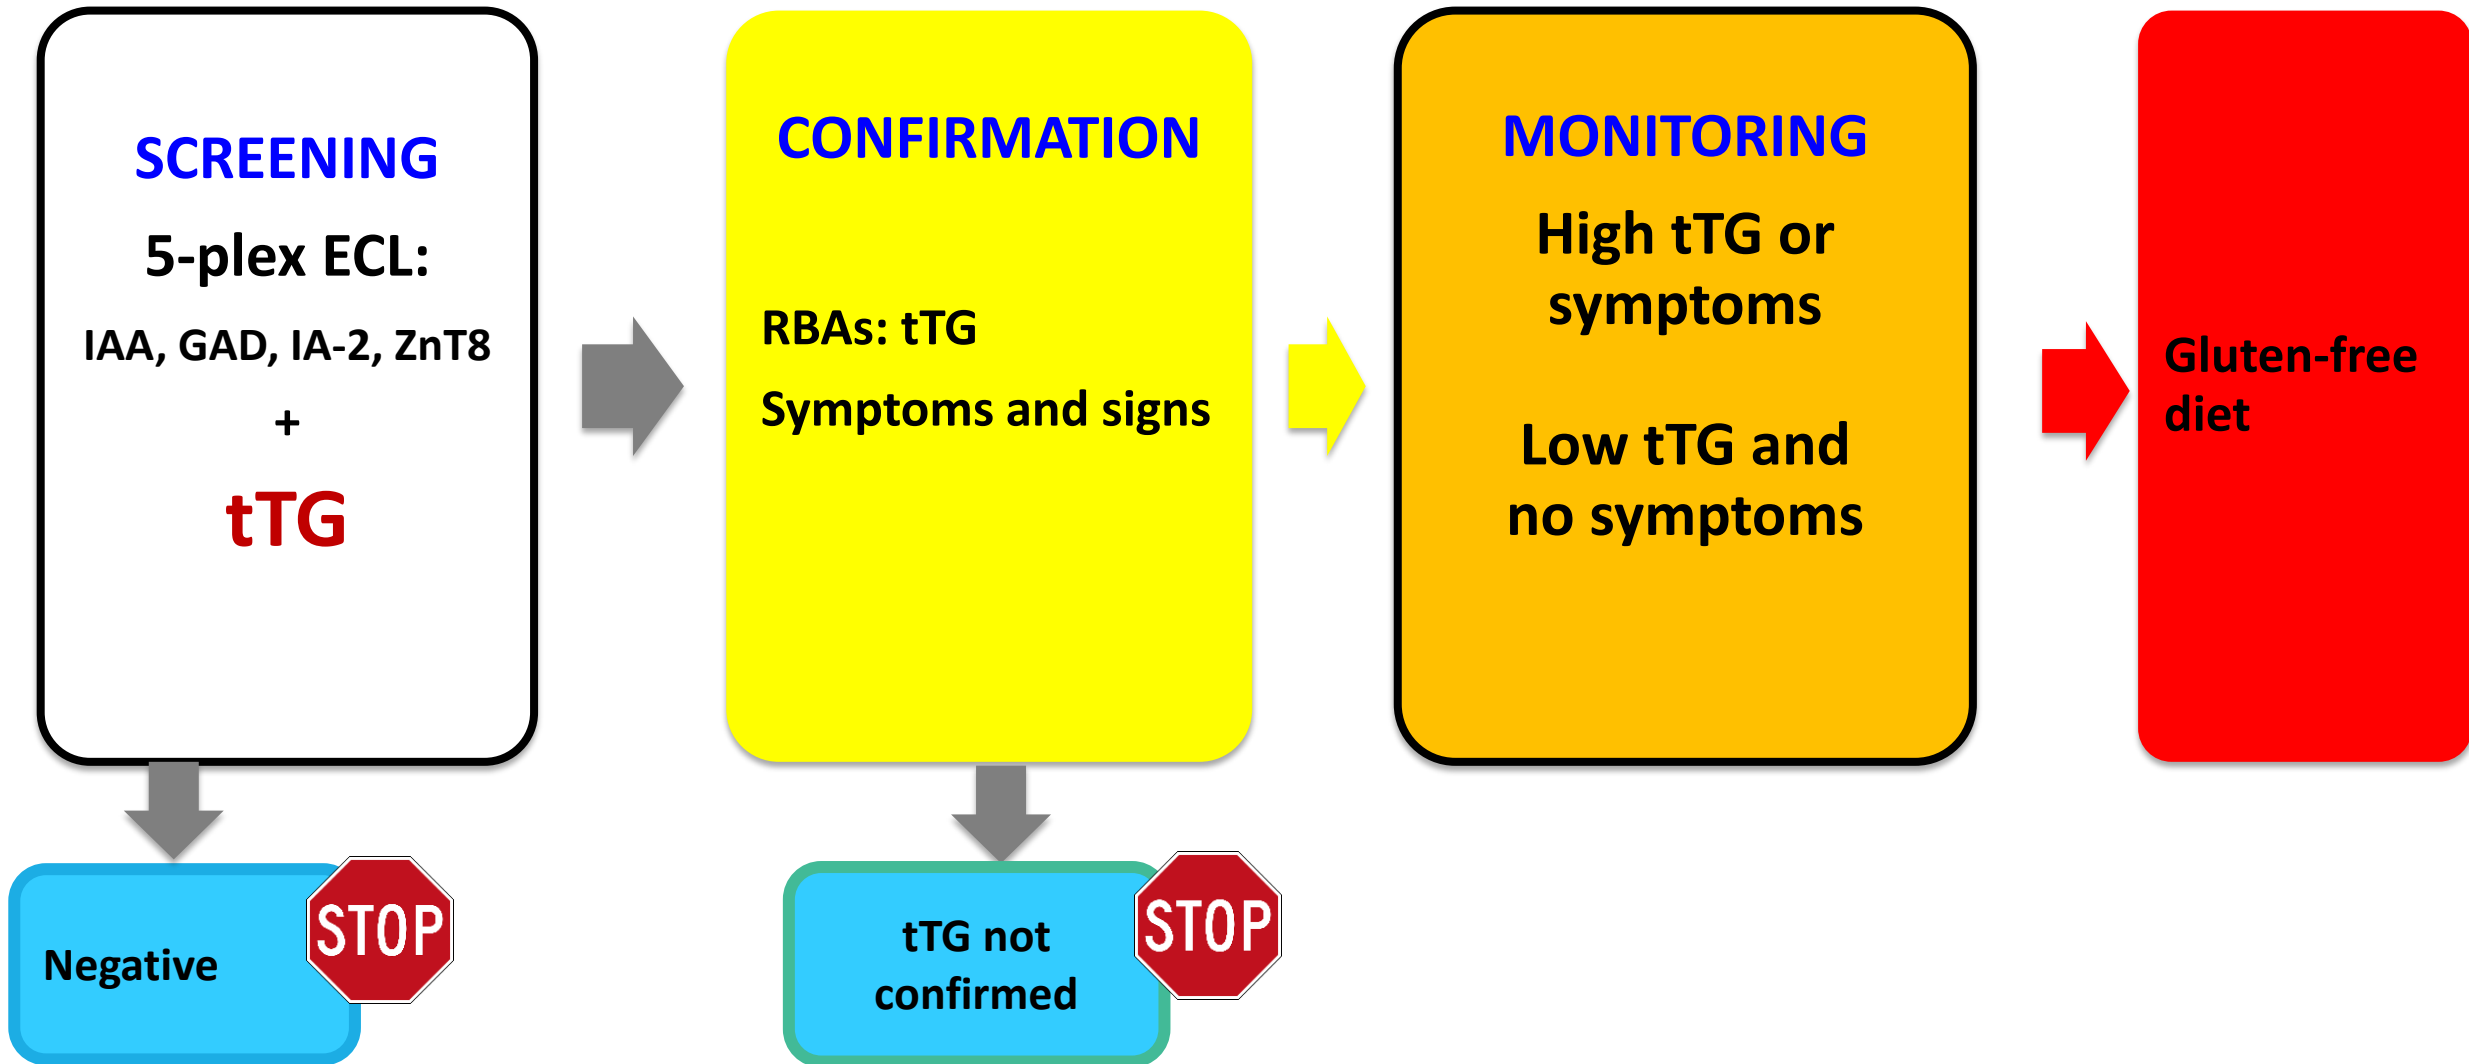 SCREENING
5-plex ECL:
IAA, GAD, IA-2, ZnT8
+
tTG
CONFIRMATION
RBAs: tTG
Symptoms and signs
MONITORING
High tTG or
symptoms
Low tTG and
no symptoms
Gluten-free
diet
Negative
STOP
tTG not
confirmed
STOP